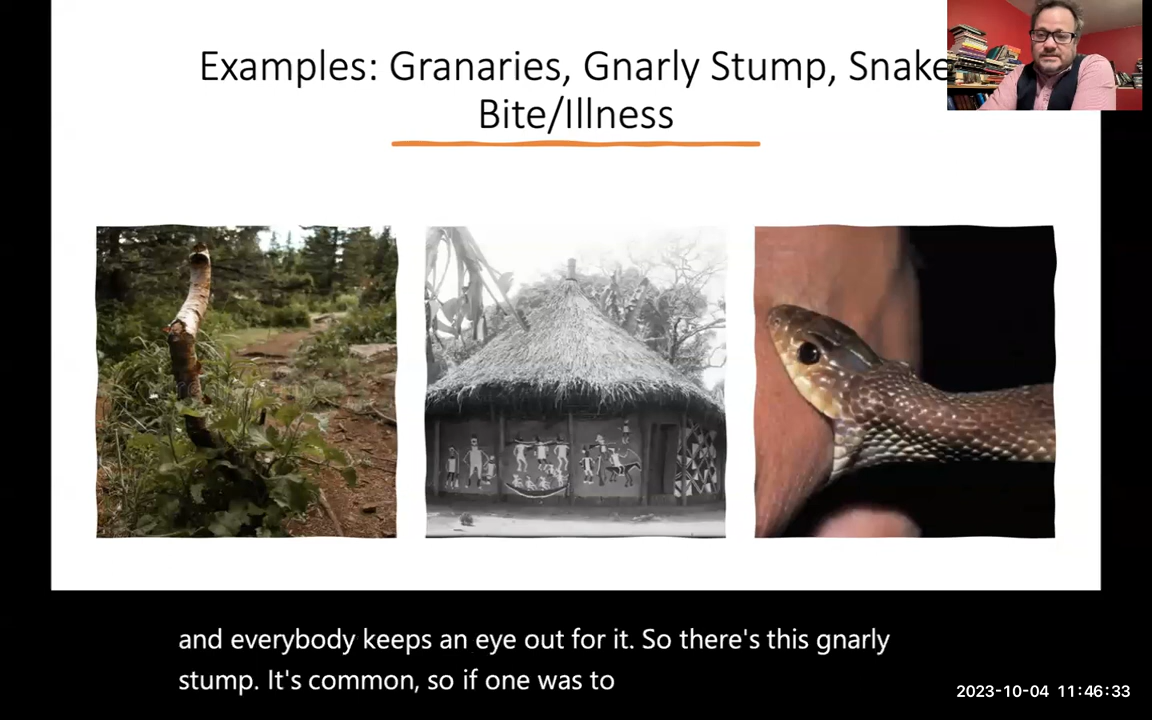 Examples: Granaries, Gnarly Stump, Snake
Bite/Illness
and everybody keeps an eye out for it. So there's this gnarly
stump. It's common, so if one was to
2023-10-04 11:46:33